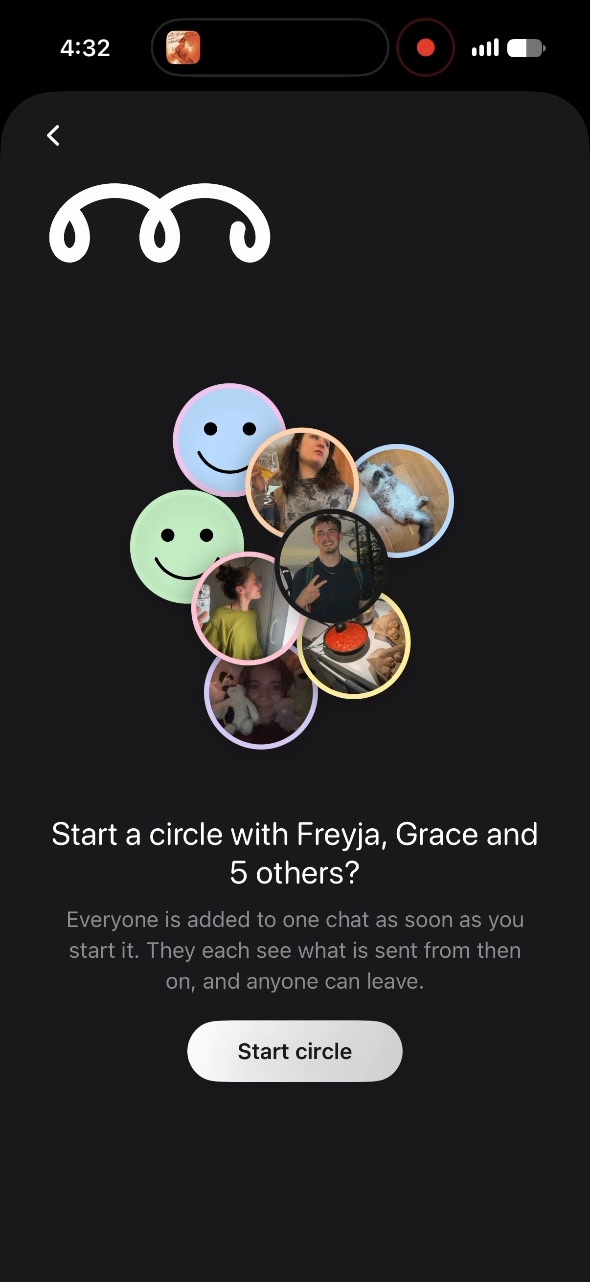 4:32
Start a circle with Freyja, Grace and
5 others?
Everyone is added to one chat as soon as you
start it. They each see what is sent from then
on, and anyone can leave.
Start circle